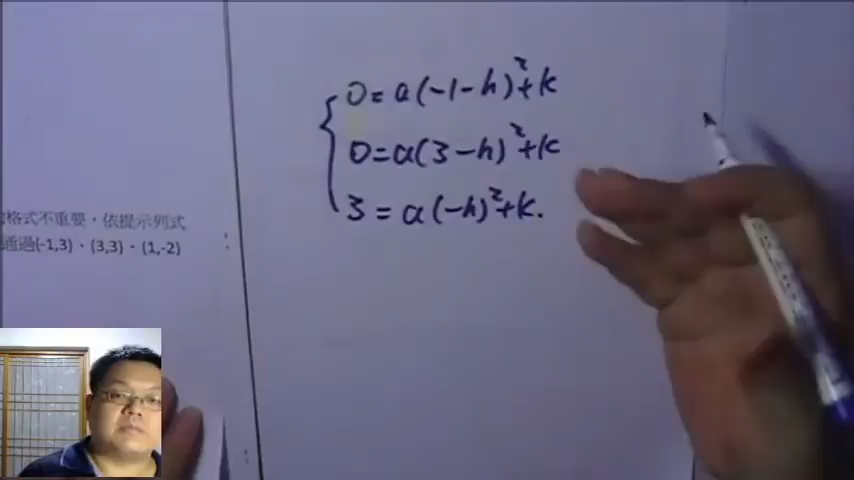 格式不重要,依提示列式
通過(-1,3)、(3,3)、(1,-2)
0=a(-1-h)²+k
0=a(3-h)²+k
3=a(-h)²+k.